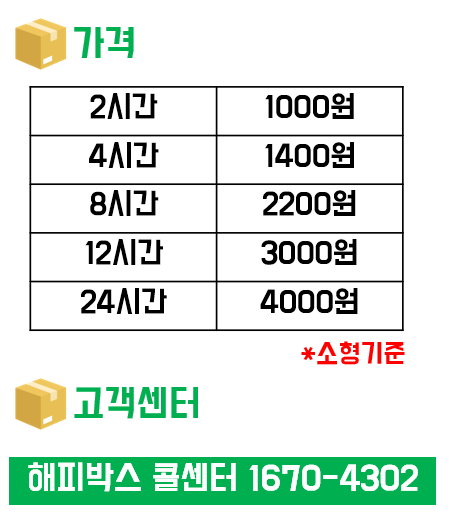 가격
2시간 1000원
4시간 1400원
8시간 2200원
12시간 3000원
24시간 4000원
*소형기준
고객센터
해피박스 콜센터 1670-4302